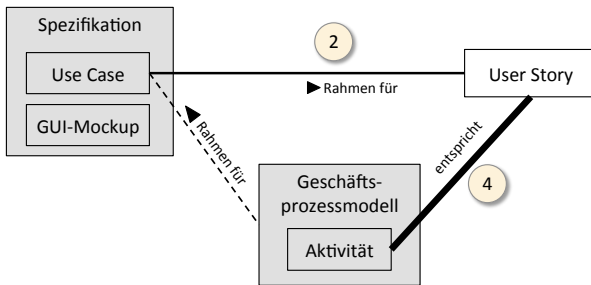 Spezifikation
Use Case
GUI-Mockup
2
▶ Rahmen für
User Story
▶ Rahmen für
entspricht
4
Geschäfts-
prozessmodell
Aktivität